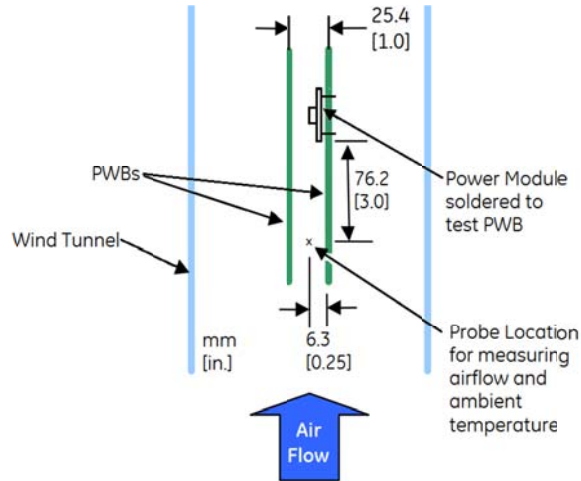 25.4
[1.0]
PWBs
76.2
[3.0]
Power Module
soldered to
test PWB
Wind Tunnel
x
mm
[in.]
6.3
[0.25]
Probe Location
for measuring
airflow and
ambient
temperature
Air
Flow